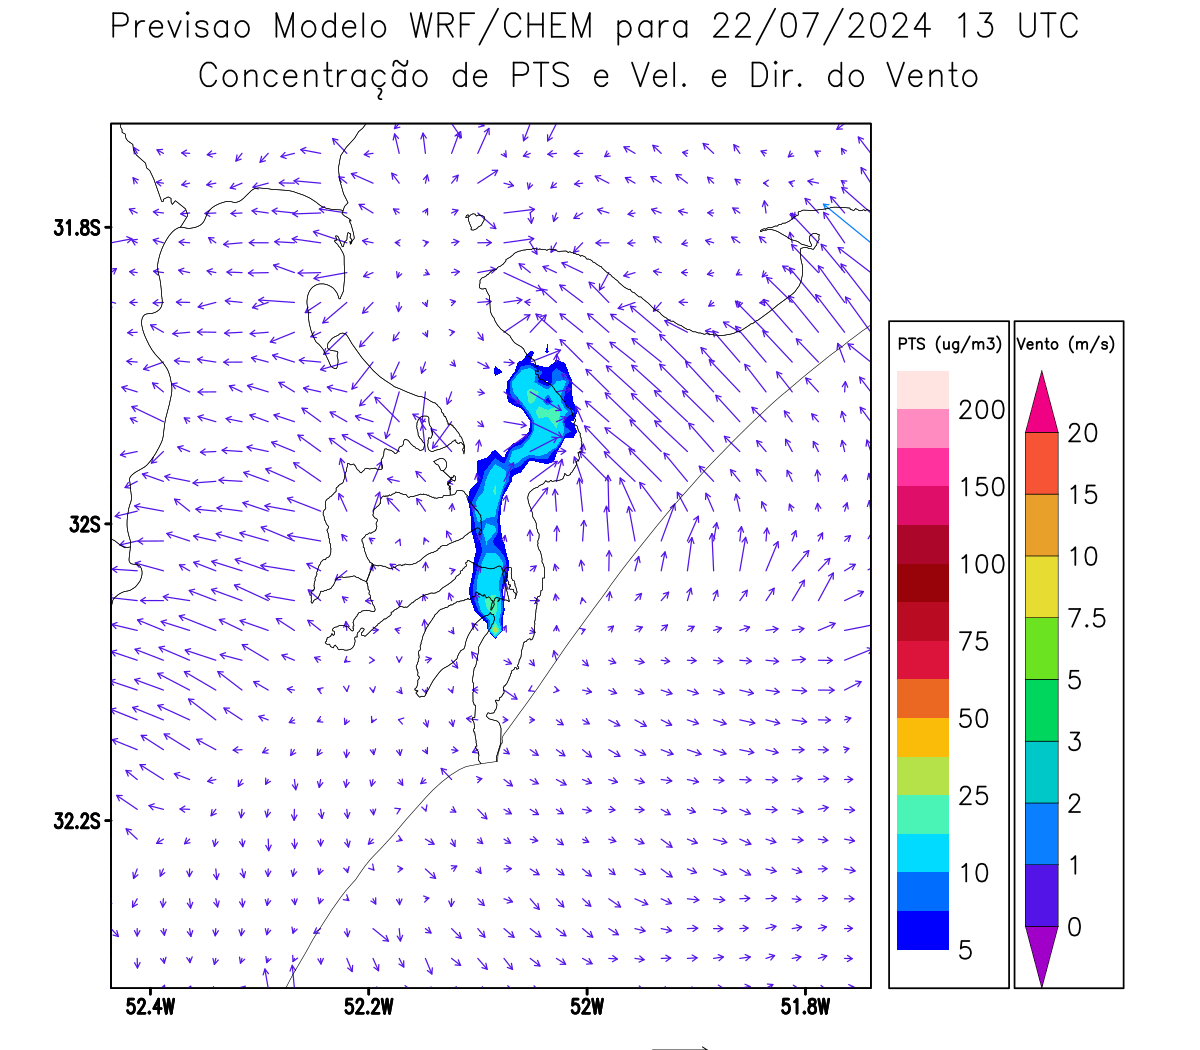 Previsao Modelo WRF/CHEM para 22/07/2024 13 UTC
Concentração de PTS e Vel. e Dir. do Vento
31.8S
32S
32.2S
52.4W
52.2W
52W
51.8W
PTS (ug/m3)
200
150
100
75
50
25
10
5
Vento (m/s)
20
15
10
7.5
5
3
2
1
0